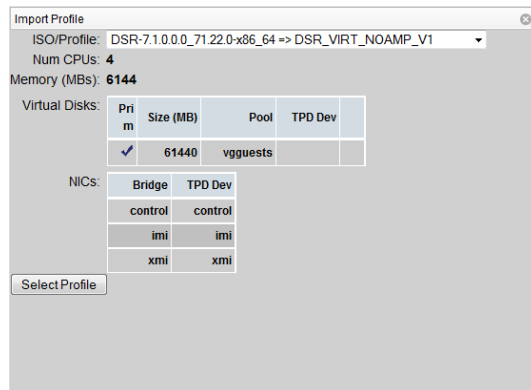 Import Profile
ISO/Profile: DSR-7.1.0.0.0_71.22.0-x86_64 => DSR_VIRT_NOAMP_V1
Num CPUs: 4
Memory (MBs): 6144
Virtual Disks: Pri m Size (MB) Pool TPD Dev
61440 vgguests
NICs: Bridge TPD Dev
control control
imi imi
xmi xmi
Select Profile